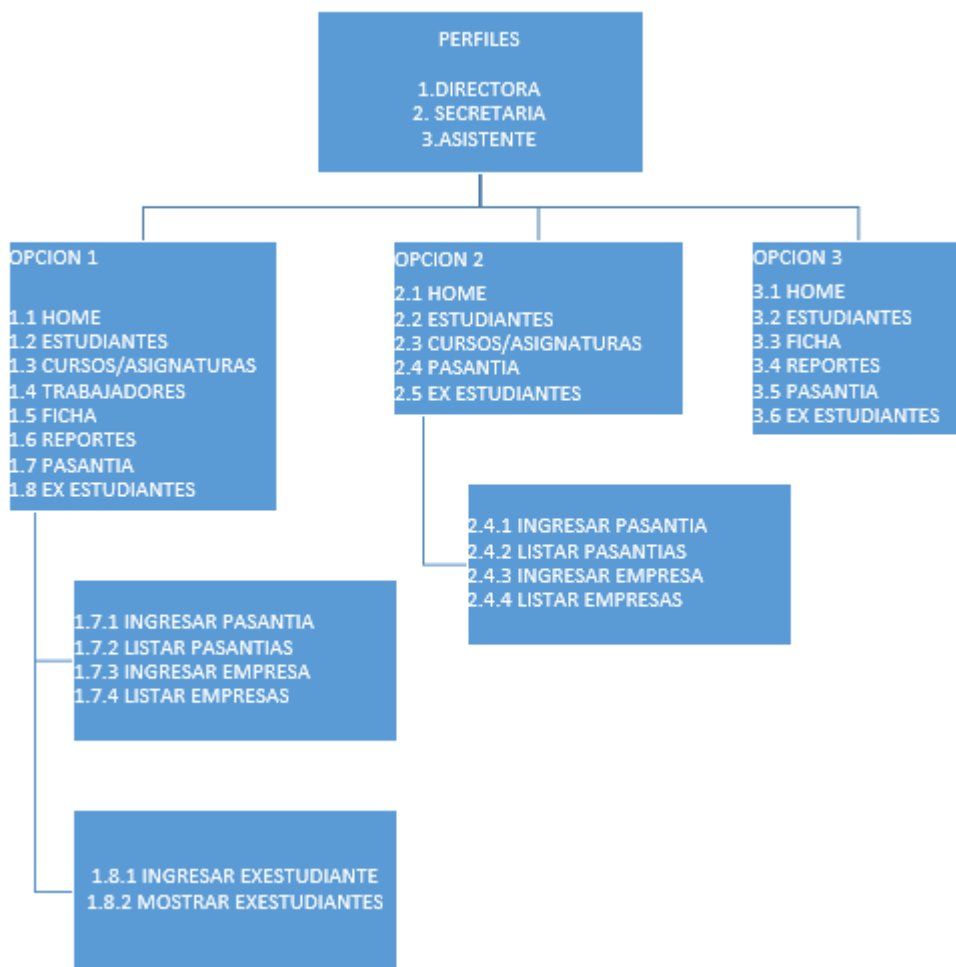 PERFILES
1.DIRECTORA
2. SECRETARIA
3.ASISTENTE
OPCION 1
1.1 HOME
1.2 ESTUDIANTES
1.3 CURSOS/ASIGNATURAS
1.4 TRABAJADORES
1.5 FICHA
1.6 REPORTES
1.7 PASANTIA
1.8 EX ESTUDIANTES
OPCION 2
2.1 HOME
2.2 ESTUDIANTES
2.3 CURSOS/ASIGNATURAS
2.4 PASANTIA
2.5 EX ESTUDIANTES
OPCION 3
3.1 HOME
3.2 ESTUDIANTES
3.3 FICHA
3.4 REPORTES
3.5 PASANTIA
3.6 EX ESTUDIANTES
2.4.1 INGRESAR PASANTIA
2.4.2 LISTAR PASANTIAS
2.4.3 INGRESAR EMPRESA
2.4.4 LISTAR EMPRESAS
1.7.1 INGRESAR PASANTIA
1.7.2 LISTAR PASANTIAS
1.7.3 INGRESAR EMPRESA
1.7.4 LISTAR EMPRESAS
1.8.1 INGRESAR EXESTUDIANTE
1.8.2 MOSTRAR EXESTUDIANTES